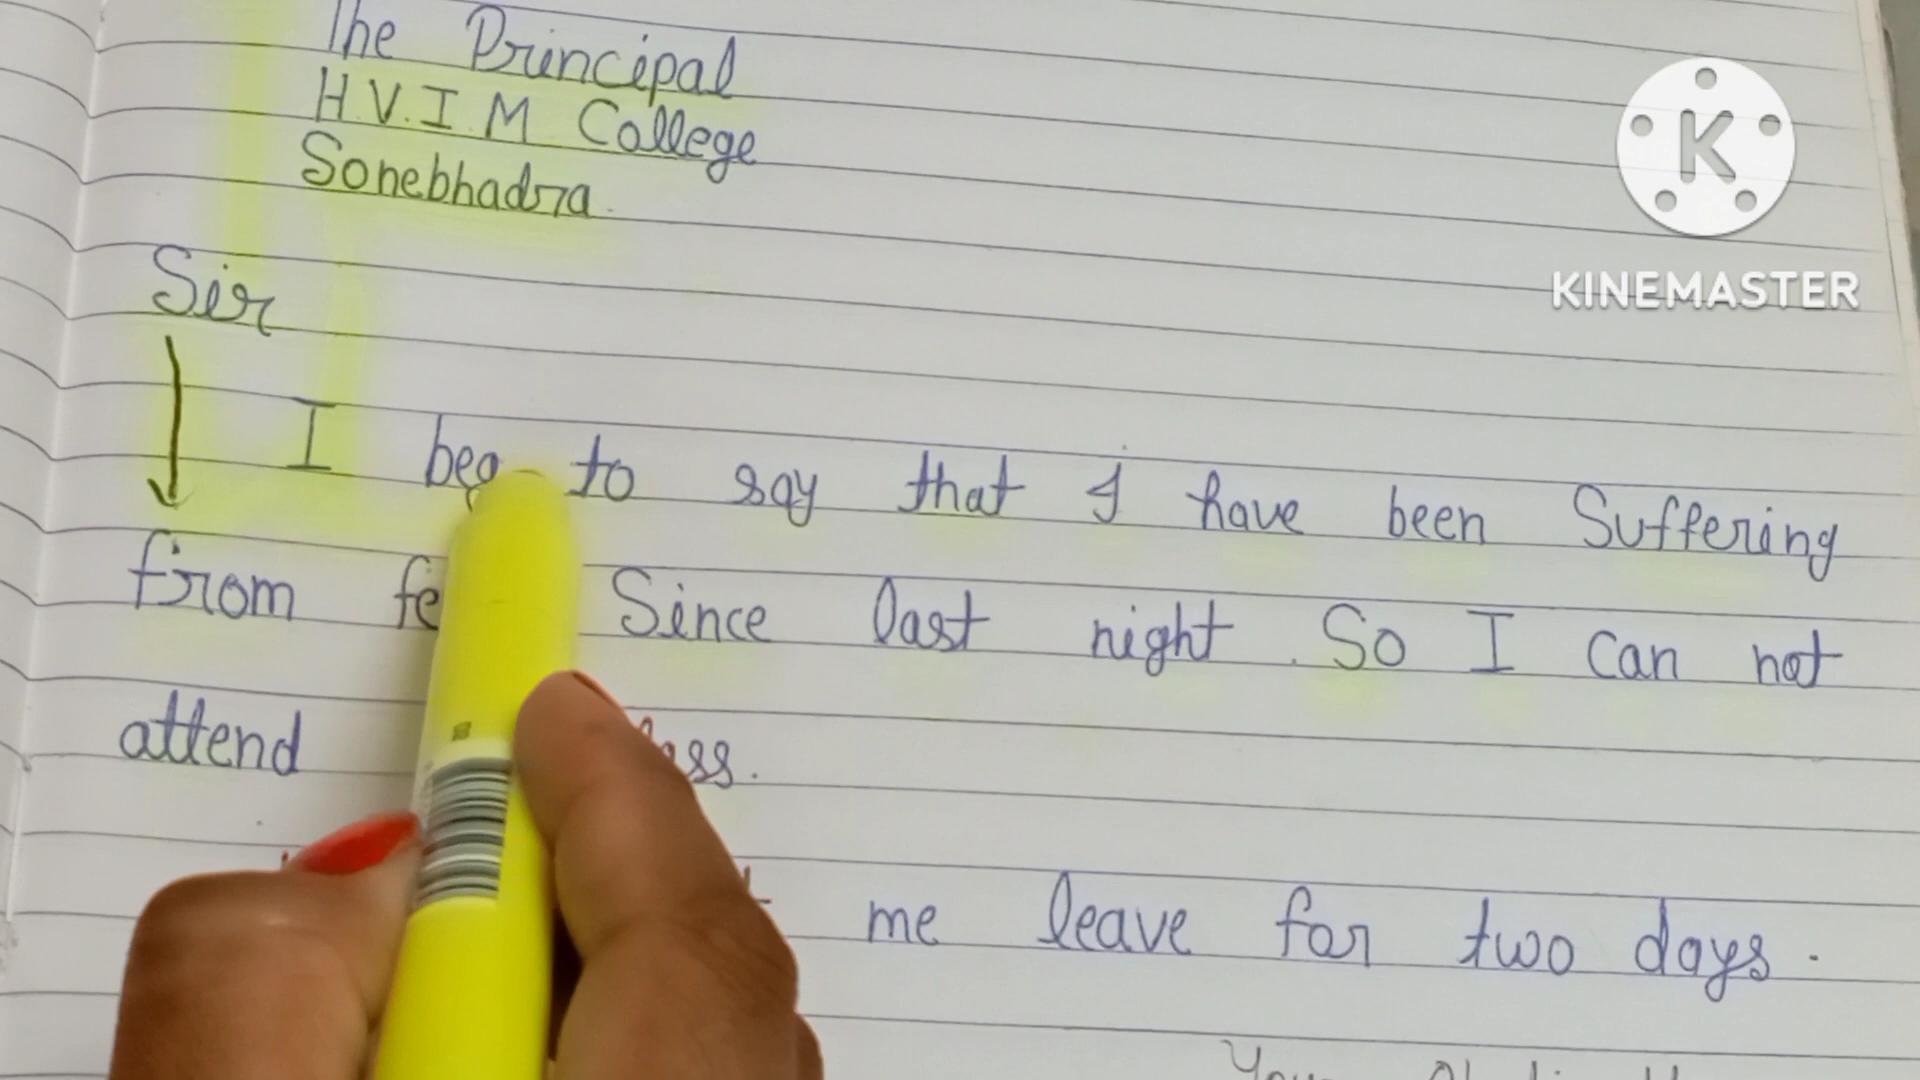 The Principal
H.V.I.M College
Sonebhadra.
Sir
I beg to say that I have been Suffering
from Since last night. So I can not
attend
me leave for two days.
K
KINEMASTER